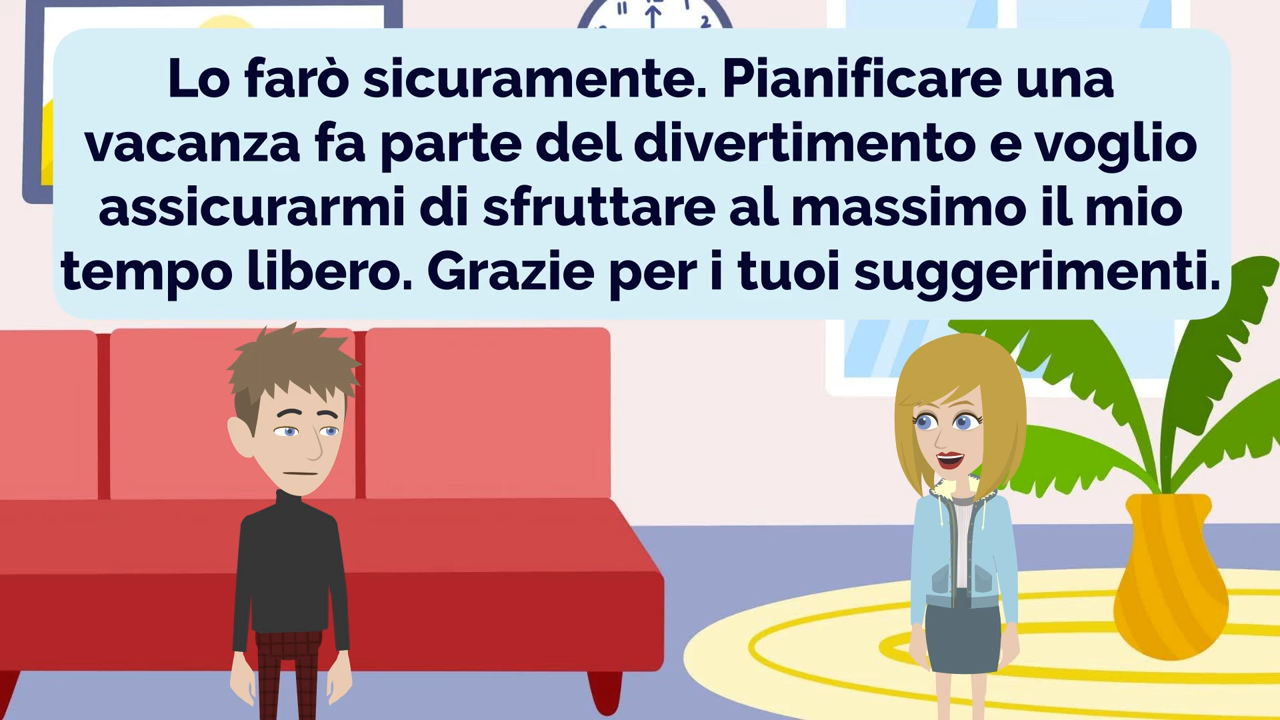 Lo farò sicuramente. Pianificare una
vacanza fa parte del divertimento e voglio
assicurarmi di sfruttare al massimo il mio
tempo libero. Grazie per i tuoi suggerimenti.